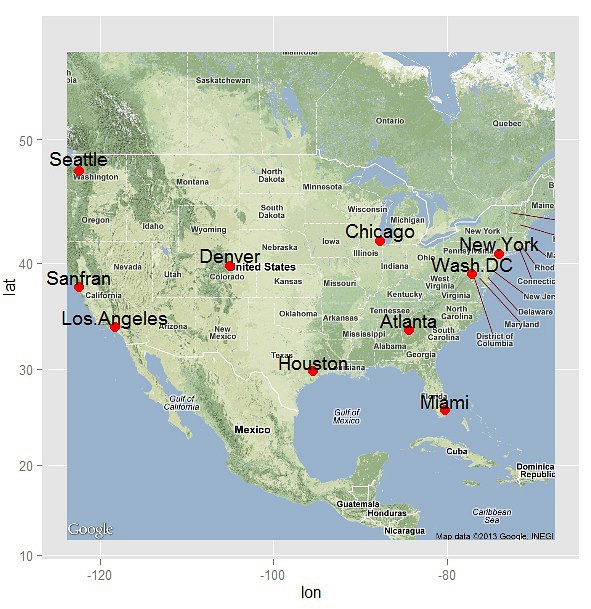 Manitoba
Saskatchewan
Ontario
Quebec
50
Seattle
Washington
Montana
North
Dakota
Minnesota
Oregon
Idaho
South
Dakota
Wisconsin
Michigan
New York
Maine
Wyoming
Chicago
Iowa
Illinois
Pennsylvania
New York
40
lat
Nevada
Utah
Denver
Colorado
United States
Nebraska
Kansas
Missouri
Indiana
Ohio
West
Virginia
Wash.DC
Virginia
Kentucky
Sanfran
California
Los.Angeles
Arizona
New
Mexico
Oklahoma
Arkansas
Tennessee
North
Carolina
South
Carolina
Mississippi
Atlanta
Alabama
Georgia
Connecticut
Delaware
Maryland
District of
Columbia
Texas
Houston
30
Gulf of
California
Mexico
Gulf of
Mexico
Florida
Miami
Cuba
20
Dominica
Republic
Guatemala
Honduras
Nicaragua
Caribbean
Sea
Google
Map data ©2013 Google, INEGI
10
-120
-100
-80
lon